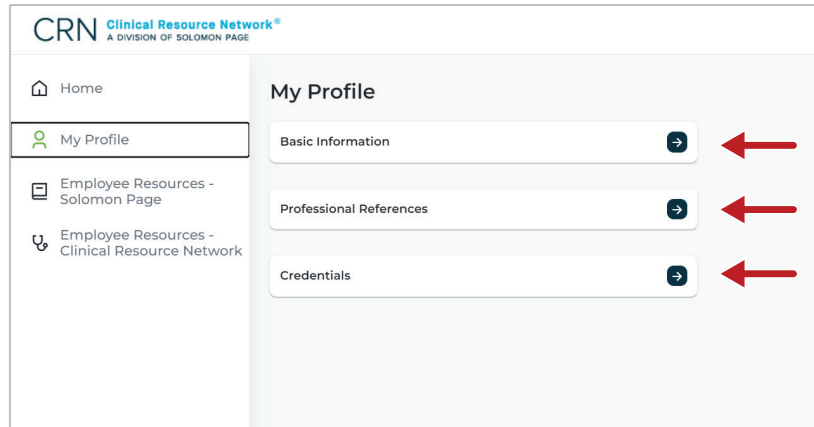 CRN Clinical Resource Network®
A DIVISION OF SOLOMON PAGE
Home
My Profile
Employee Resources -
Solomon Page
Employee Resources -
Clinical Resource Network
My Profile
Basic Information
Professional References
Credentials